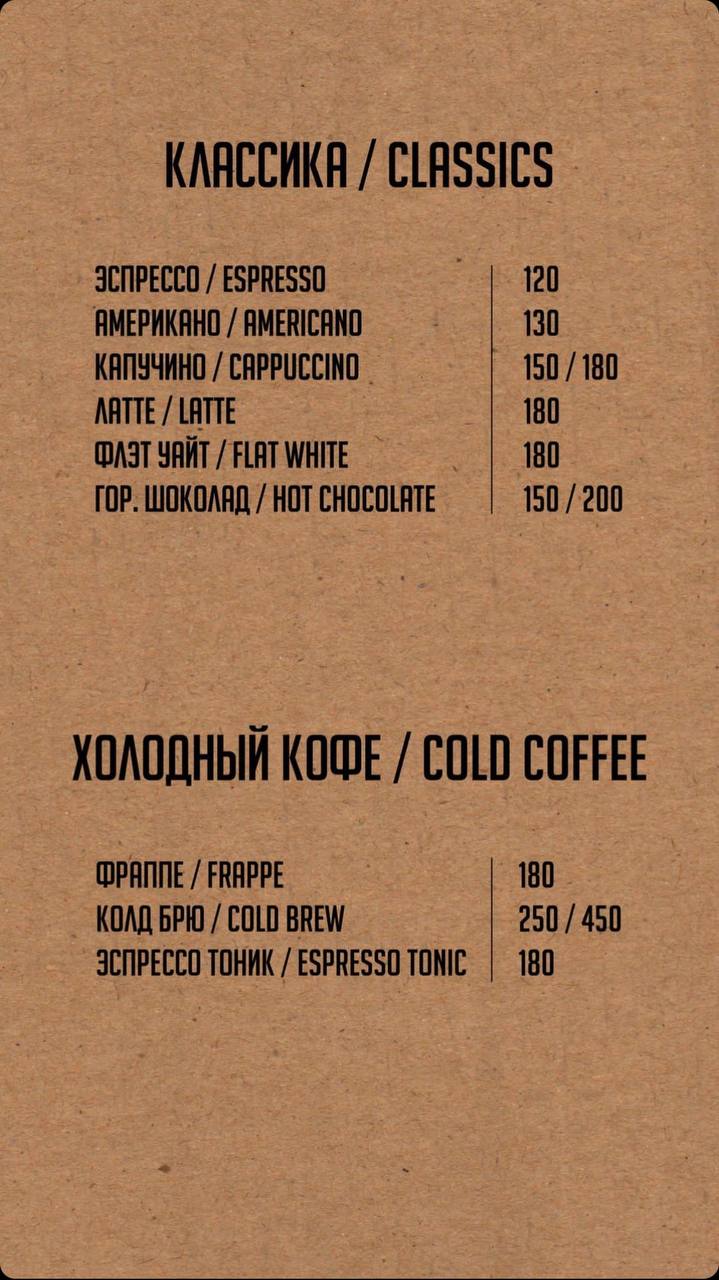 КЛАССИКА / CLASSICS
ЭСПРЕССО / ESPRESSO 120
АМЕРИКАНО / AMERICANO 130
КАПУЧИНО / CAPPUCCINO 150 / 180
ЛАТТЕ / LATTE 180
ФЛЭТ УАЙТ / FLAT WHITE 180
ГОР. ШОКОЛАД / HOT CHOCOLATE 150 / 200
ХОЛОДНЫЙ КОФЕ / COLD COFFEE
ФРАППЕ / FRAPPE 180
КОЛД БРЮ / COLD BREW 250 / 450
ЭСПРЕССО ТОНИК / ESPRESSO TONIC 180